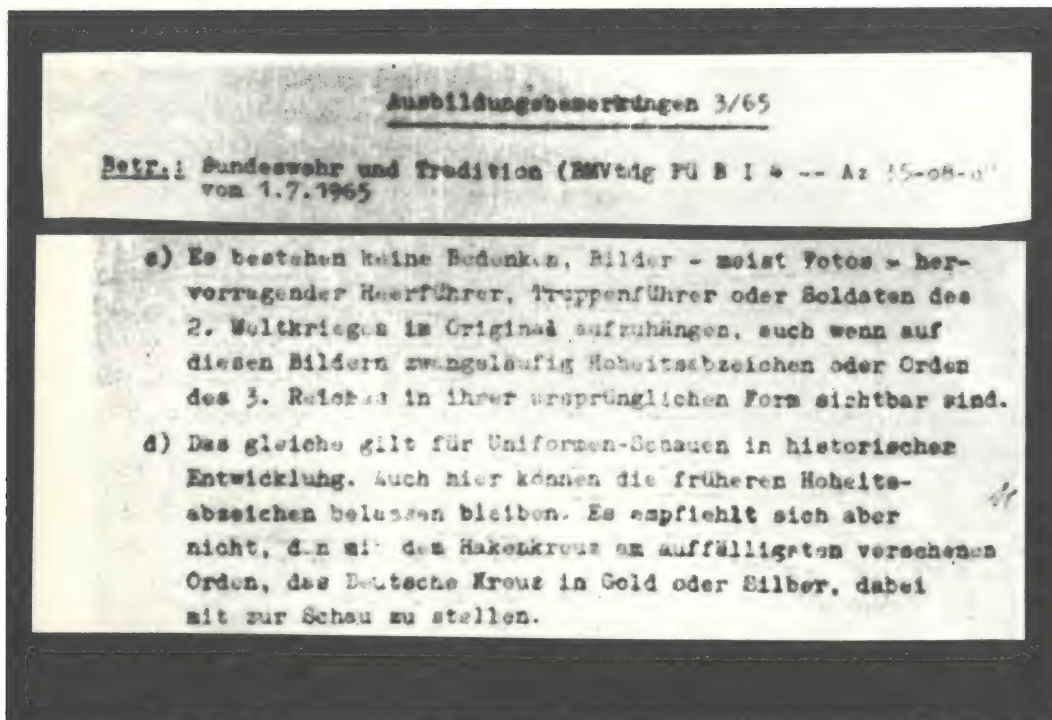 Ausbildungsbemerkungen 3/65
Betr.: Bundeswehr und Tradition (BMVtdg FÜ B I 4 -- Az 35-08-0
vom 1.7.1965
c) Es bestehen keine Bedenken, Bilder - meist Fotos - her-
vorragender Heerführer, Truppenführer oder Soldaten des
2. Weltkrieges im Original aufzuhängen, auch wenn auf
diesen Bildern zwangsläufig Hoheitsabzeichen oder Orden
des 3. Reiches in ihrer ursprünglichen Form sichtbar sind.
d) Das gleiche gilt für Uniformen-Schauen in historischer
Entwicklung. Auch hier können die früheren Hoheits-
abzeichen belassen bleiben. Es empfiehlt sich aber
nicht, den mit dem Hakenkreuz am auffälligsten versehenen
Orden, das Deutsche Kreuz in Gold oder Silber, dabei
mit zur Schau zu stellen.